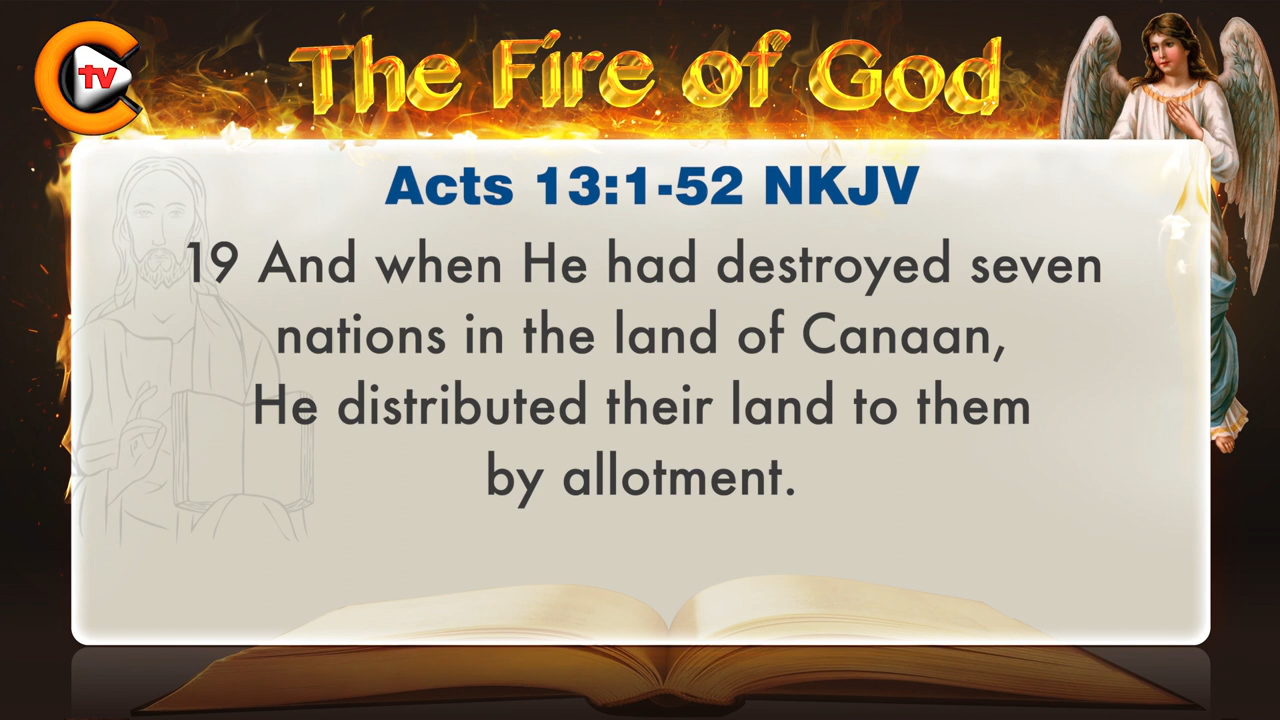 tv
The Fire of God
Acts 13:1-52 NKJV
19 And when He had destroyed seven
nations in the land of Canaan,
He distributed their land to them
by allotment.